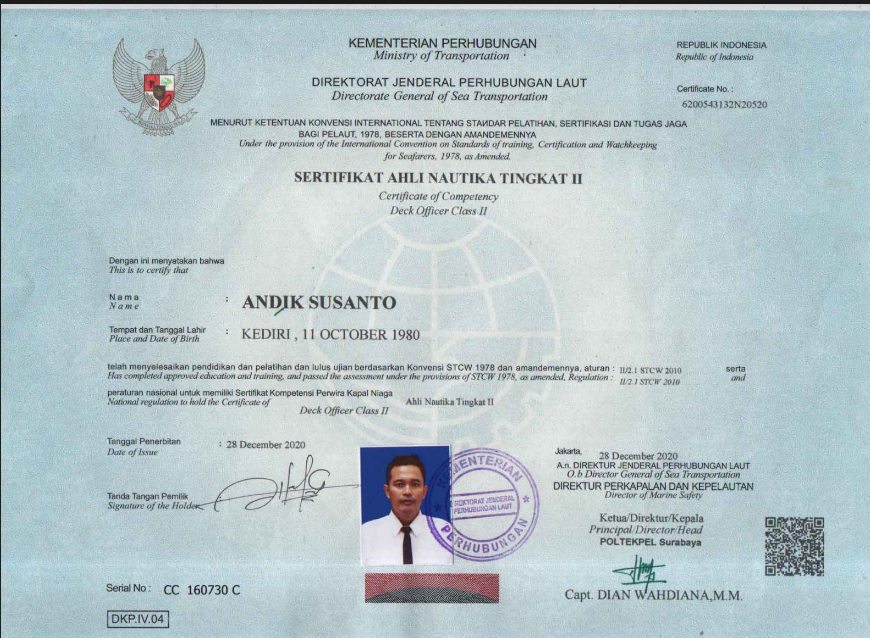 KEMENTERIAN PERHUBUNGAN
Ministry of Transportation
REPUBLIK INDONESIA
Republic of Indonesia
DIREKTORAT JENDERAL PERHUBUNGAN LAUT
Directorate General of Sea Transportation
Certificate No. :
6200543132N20520
MENURUT KETENTUAN KONVENSI INTERNATIONAL TENTANG STANDAR PELATIHAN, SERTIFIKASI DAN TUGAS JAGA
BAGI PELAUT, 1978, BESERTA DENGAN AMANDEMENNYA
Under the provision of the International Convention on Standards of training, Certification and Watchkeeping
for Seafarers, 1978, as Amended.
SERTIFIKAT AHLI NAUTIKA TINGKAT II
Certificate of Competency
Deck Officer Class II
Dengan ini menyatakan bahwa
This is to certify that
Nama : ANDIK SUSANTO
Name
Tempat dan Tanggal Lahir : KEDIRI , 11 OCTOBER 1980
Place and Date of Birth
telah menyelesaikan pendidikan dan pelatihan dan lulus ujian berdasarkan Konvensi STCW 1978 dan amandemennya, aturan : II/2.1 STCW 2010 serta
Has completed approved education and training, and passed the assessment under the provisions of STCW 1978, as amended, Regulation : II/2.1 STCW 2010 and
peraturan nasional untuk memiliki Sertifikat Kompetensi Perwira Kapal Niaga Ahli Nautika Tingkat II
National regulation to hold the Certificate of Deck Officer Class II
Tanggal Penerbitan : 28 December 2020
Date of Issue
Tanda Tangan Pemilik
Signature of the Holder
KEMENTERIAN
DIREKTORAT JENDERAL
PERHUBUNGAN LAUT
PERHUBUNGAN
Jakarta, 28 December 2020
A.n. DIREKTUR JENDERAL PERHUBUNGAN LAUT
O.b Director General of Sea Transportation
DIREKTUR PERKAPALAN DAN KEPELAUTAN
Director of Marine Safety
Ketua/Direktur/Kepala
Principal/Director/Head
POLTEKPEL Surabaya
Capt. DIAN WAHDIANA,M.M.
Serial No : CC 160730 C
DKP.IV.04